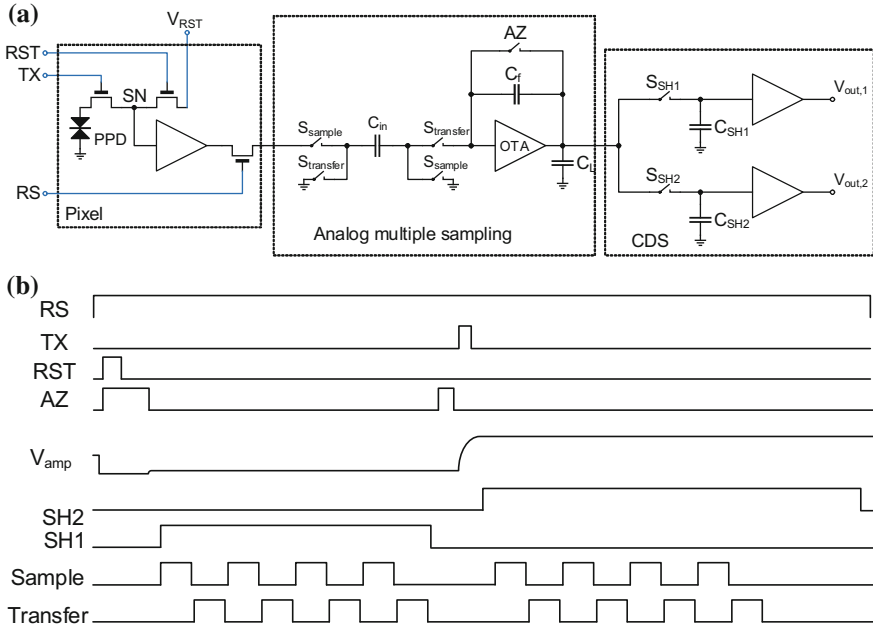 (a)
V_RST
RST
TX
SN
PPD
RS
Pixel
S_sample
S_transfer
C_in
S_transfer
S_sample
AZ
C_f
OTA
C_L
Analog multiple sampling
S_SH1
C_SH1
V_out,1
S_SH2
C_SH2
V_out,2
CDS
(b)
RS
TX
RST
AZ
V_amp
SH2
SH1
Sample
Transfer